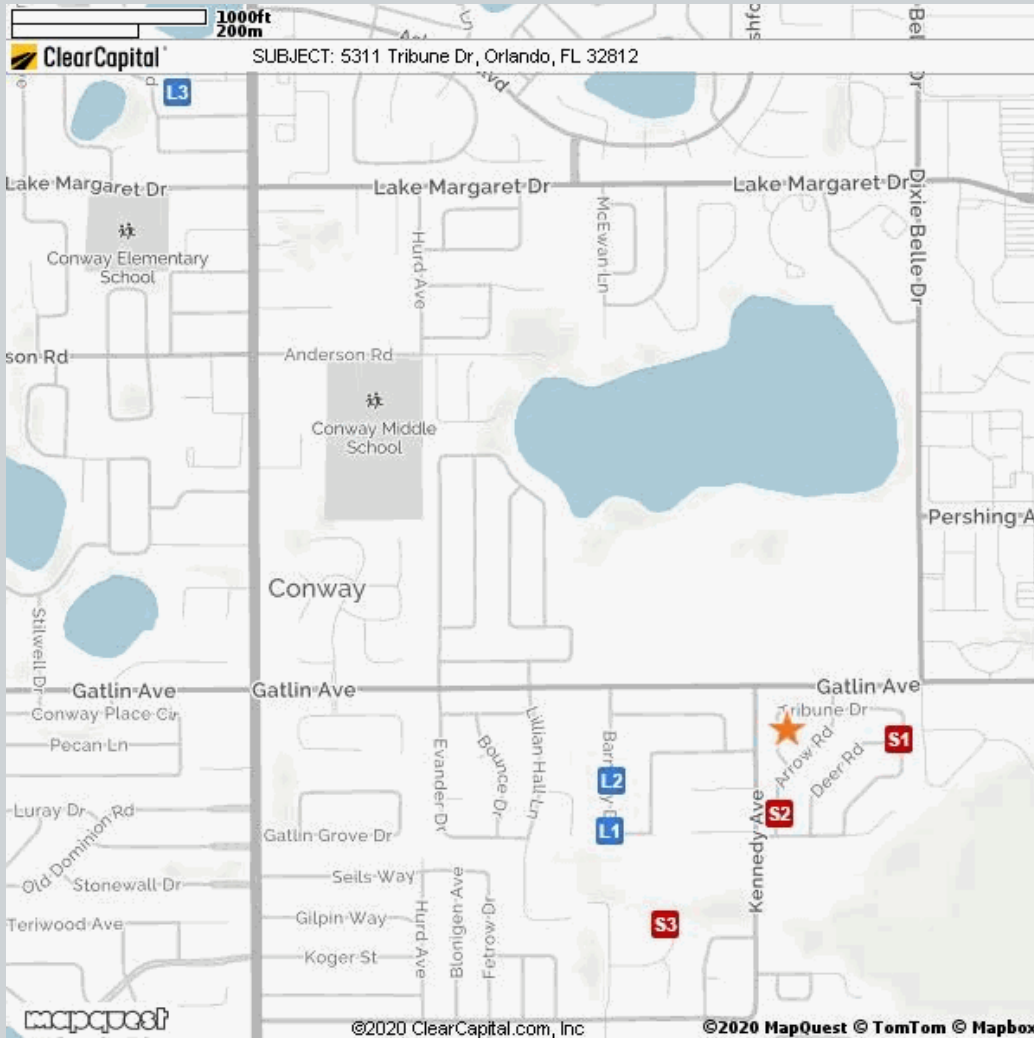 1000ft
200m
Ln
ClearCapital
SUBJECT: 5311 Tribune Dr, Orlando, FL 32812
L3
Lake Margaret Dr
Lake Margaret Dr
Lake Margaret Dr
Dixie Belle Dr
Conway Elementary
School
Hurd Ave
McEwan Ln
son Rd
Anderson Rd
Conway Middle
School
Pershing A
Conway
Stilwell Dr
Gatlin Ave
Gatlin Ave
Gatlin Ave
Conway Place Cir
Pecan Ln
Tribune Dr
Arrow Rd
Deer Rd
S1
Evander Dr
Bounce Dr
Lillian Hall Ln
L2
S2
Luray Dr
Old Dominion Rd
Gatlin Grove Dr
L1
Kennedy Ave
Stonewall Dr
Seils Way
Teriwood Ave
Gilpin Way
S3
Koger St
Hurd Ave
Blonigen Ave
Fetrow Dr
mapquest
©2020 ClearCapital.com, Inc
©2020 MapQuest © TomTom © Mapbox